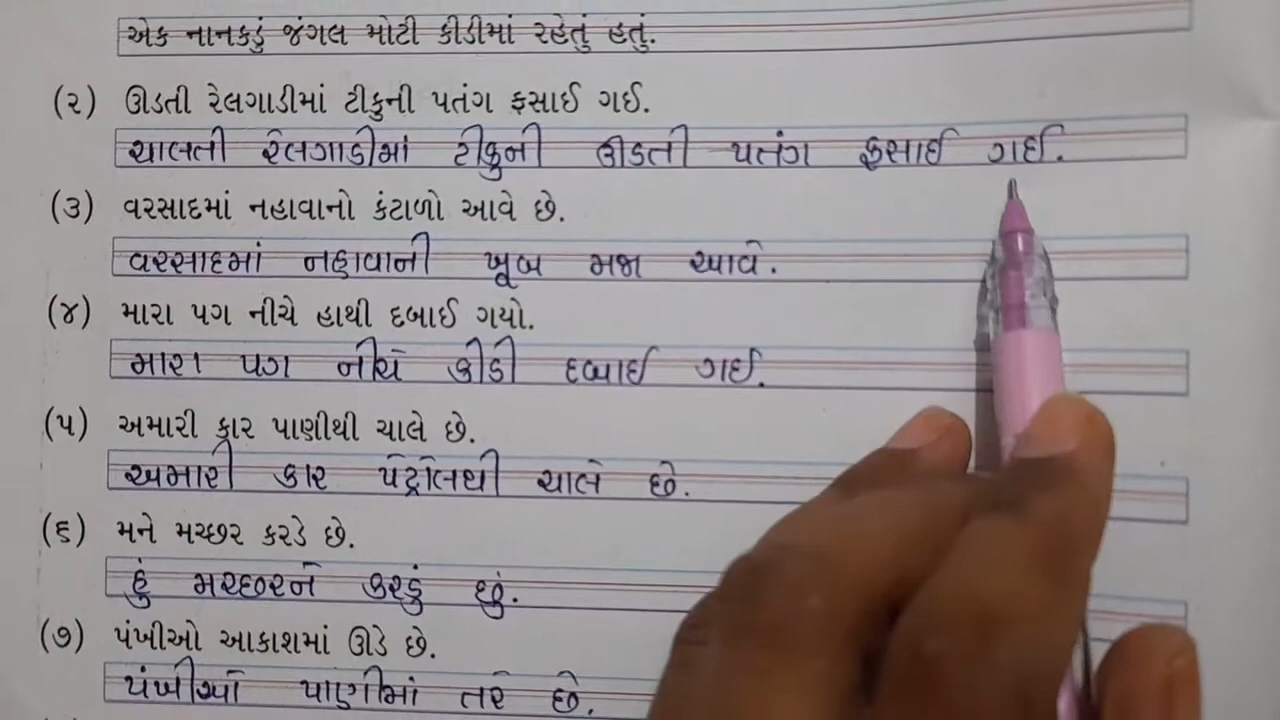 એક નાનકડું જંગલ મોટી કીડીમાં રહેતું હતું.
(૨) ઊડતી રેલગાડીમાં ટીકુની પતંગ ફસાઈ ગઈ.
ચાલતી રેલગાડીમાં ટીકુની ઊડતી પતંગ ફસાઈ ગઈ.
(૩) વરસાદમાં નહાવાનો કંટાળો આવે છે.
વરસાદમાં નહાવાની ખૂબ મજા આવે.
(૪) મારા પગ નીચે હાથી દબાઈ ગયો.
મારા પગ નીચે કીડી દબાઈ ગઈ.
(૫) અમારી કાર પાણીથી ચાલે છે.
અમારી કાર પેટ્રોલથી ચાલે છે.
(૬) મને મચ્છર કરડે છે.
હું મચ્છરને કરડું છું.
(૭) પંખીઓ આકાશમાં ઊડે છે.
પંખીઓ પાણીમાં તરે છે.